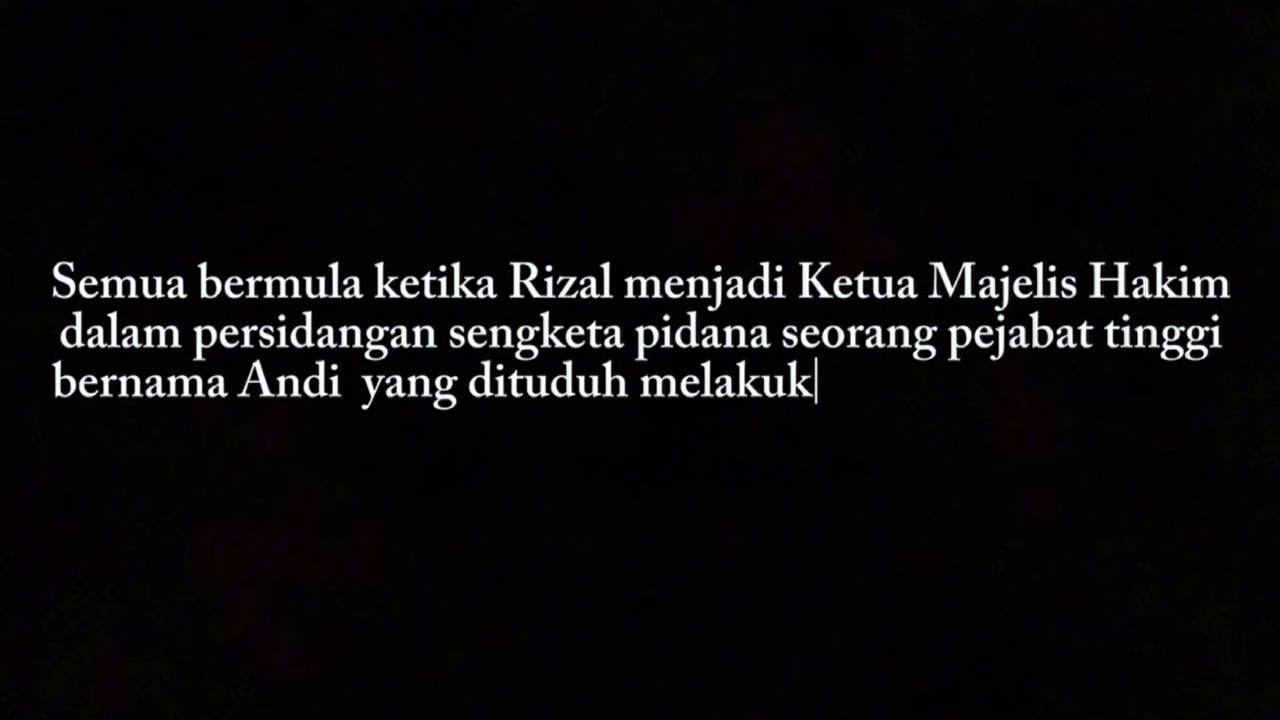 Semua bermula ketika Rizal menjadi Ketua Majelis Hakim
dalam persidangan sengketa pidana seorang pejabat tinggi
bernama Andi yang dituduh melakuk